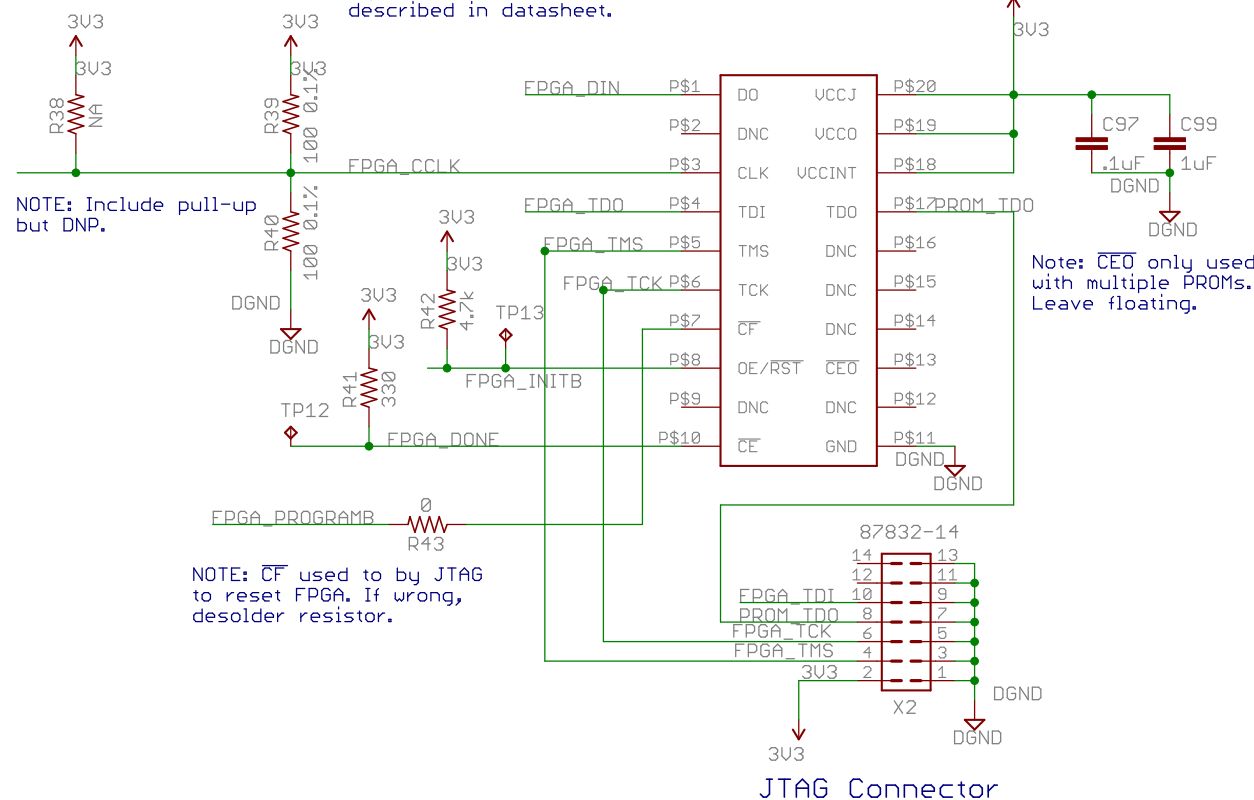 described in datasheet.
3V3
3V3
R38
NA
3V3
3V3
R39
100 0.1%
FPGA_CCLK
NOTE: Include pull-up
but DNP.
R40
100 0.1%
DGND
DGND
3V3
3V3
R42
4.7k
TP13
FPGA_INITB
3V3
3V3
R41
330
TP12
FPGA_DONE
FPGA_DIN
FPGA_TDO
FPGA_TMS
FPGA_TCK
P$1
P$2
P$3
P$4
P$5
P$6
P$7
P$8
P$9
P$10
DO
DNC
CLK
TDI
TMS
TCK
CF
OE/RST
DNC
CE
VCCJ
VCCO
VCCINT
TDO
DNC
DNC
DNC
CEO
DNC
GND
P$20
P$19
P$18
P$17
P$16
P$15
P$14
P$13
P$12
P$11
3V3
PROM_TDO
C97
.1uF
C99
1uF
DGND
DGND
Note: CEO only used
with multiple PROMs.
Leave floating.
DGND
DGND
FPGA_PROGRAMB
0
R43
NOTE: CF used to by JTAG
to reset FPGA. If wrong,
desolder resistor.
87832-14
14 13
12 11
FPGA_TDI 10 9
PROM_TDO 8 7
FPGA_TCK 6 5
FPGA_TMS 4 3
3V3 2 1
X2
DGND
DGND
3V3
JTAG Connector